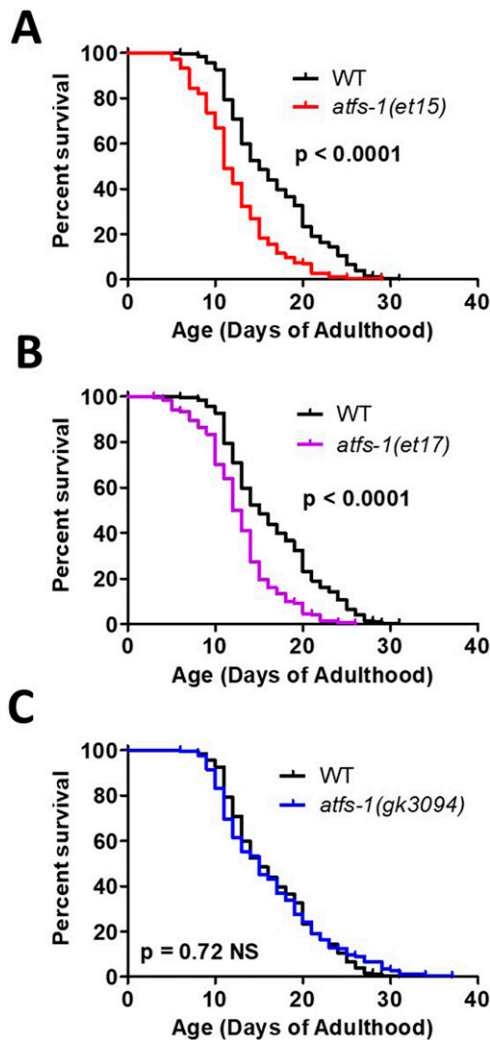 A
Percent survival
100
80
60
40
20
0
WT
atfs-1(et15)
p < 0.0001
0 10 20 30 40
Age (Days of Adulthood)
B
Percent survival
100
80
60
40
20
0
WT
atfs-1(et17)
p < 0.0001
0 10 20 30 40
Age (Days of Adulthood)
C
Percent survival
100
80
60
40
20
0
WT
atfs-1(gk3094)
p = 0.72 NS
0 10 20 30 40
Age (Days of Adulthood)